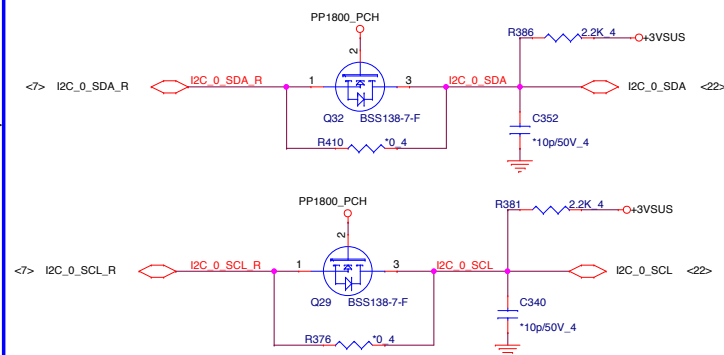 PP1800_PCH
R386 2.2K_4
+3VSUS
2
<7> I2C_0_SDA_R I2C_0_SDA_R 1 3 I2C_0_SDA I2C_0_SDA <22>
Q32 BSS138-7-F
C352
R410 *0_4
*10p/50V_4
PP1800_PCH
R381 2.2K_4
+3VSUS
2
<7> I2C_0_SCL_R I2C_0_SCL_R 1 3 I2C_0_SCL I2C_0_SCL <22>
Q29 BSS138-7-F
C340
*10p/50V_4
R376 *0_4